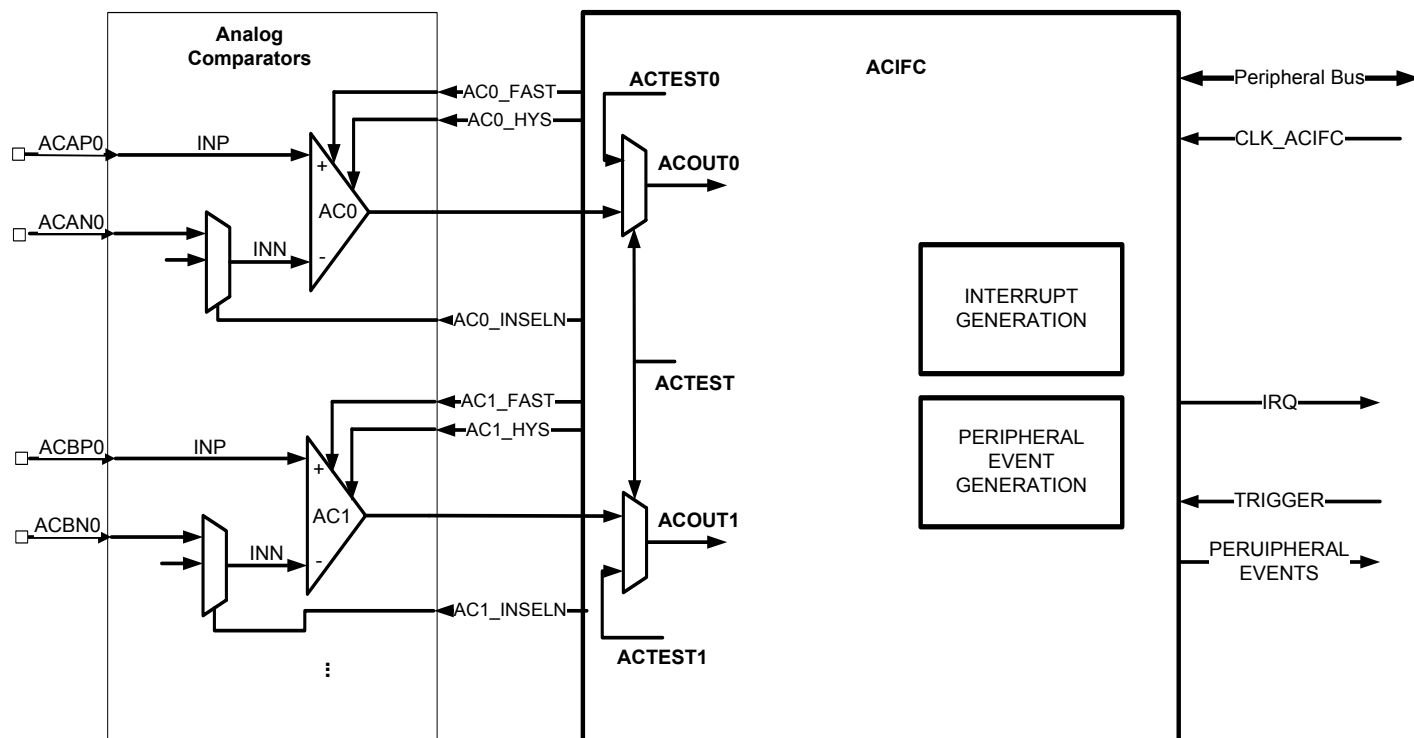 Analog
Comparators
ACIFC
ACAP0
INP
ACAN0
INN
+
-
AC0
AC0_FAST
AC0_HYS
AC0_INSELN
ACTEST0
ACOUT0
ACTEST
ACBP0
INP
ACBN0
INN
+
-
AC1
AC1_FAST
AC1_HYS
AC1_INSELN
ACOUT1
ACTEST1
...
INTERRUPT
GENERATION
PERIPHERAL
EVENT
GENERATION
Peripheral Bus
CLK_ACIFC
IRQ
TRIGGER
PERUIPHERAL
EVENTS